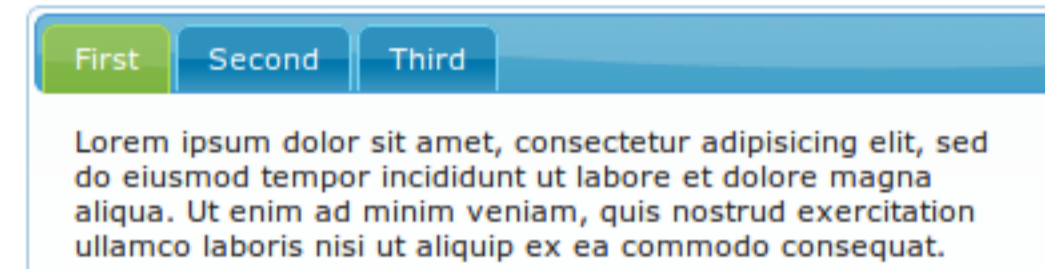 First Second Third
Lorem ipsum dolor sit amet, consectetur adipisicing elit, sed
do eiusmod tempor incididunt ut labore et dolore magna
aliqua. Ut enim ad minim veniam, quis nostrud exercitation
ullamco laboris nisi ut aliquip ex ea commodo consequat.